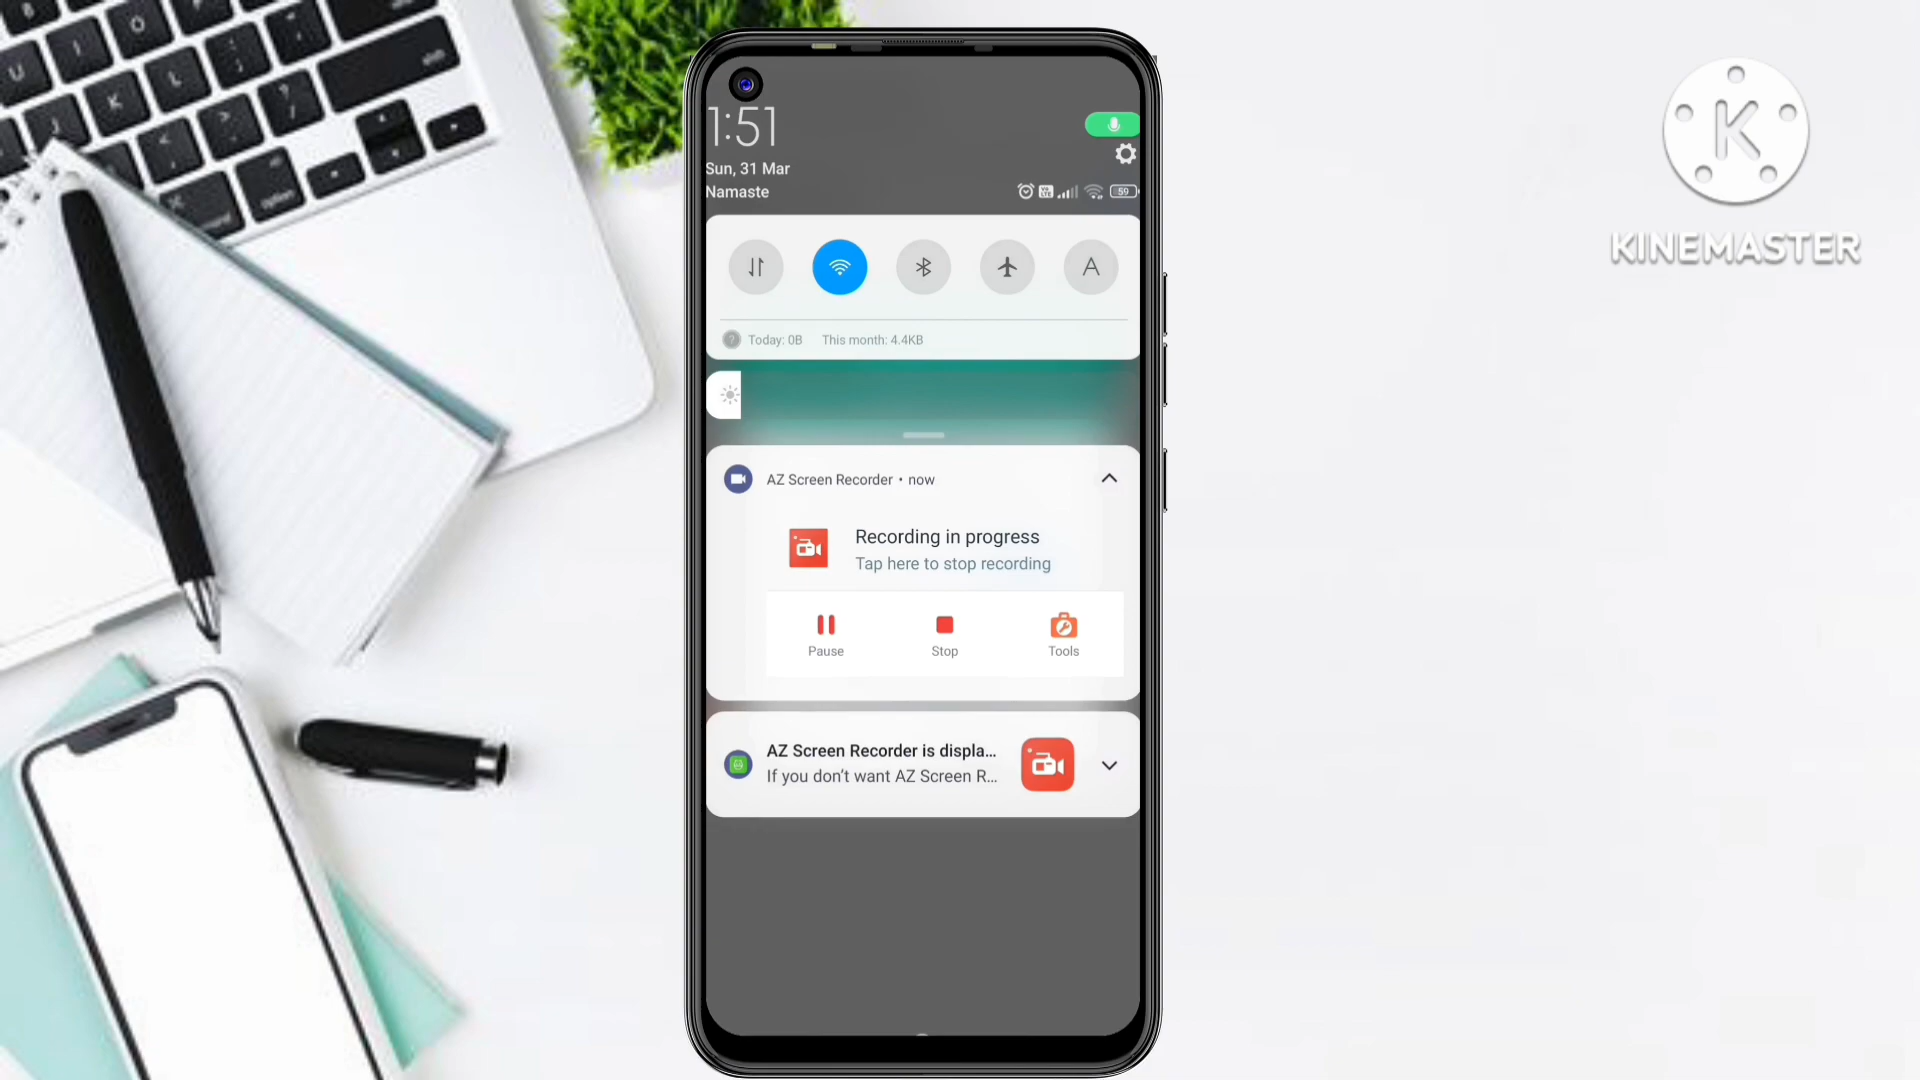 1:51
Sun, 31 Mar
Namaste
59
A
Today: 0B This month: 4.4KB
AZ Screen Recorder • now
Recording in progress
Tap here to stop recording
Pause Stop Tools
AZ Screen Recorder is displa...
If you don't want AZ Screen R...
K
KINEMASTER
option